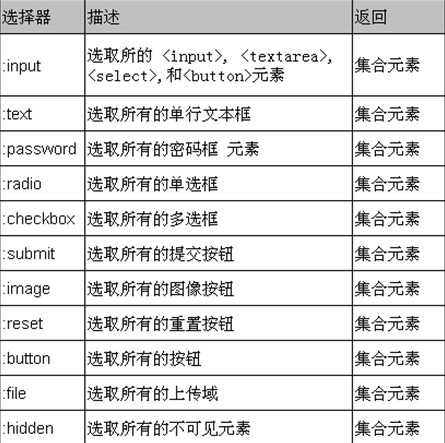 选择器 描述 返回
:input 选取所的 <input>, <textarea>, 集合元素
<select>,和<button>元素
:text 选取所有的单行文本框 集合元素
:password 选取所有的密码框 元素 集合元素
:radio 选取所有的单选框 集合元素
:checkbox 选取所有的多选框 集合元素
:submit 选取所有的提交按钮 集合元素
:image 选取所有的图像按钮 集合元素
:reset 选取所有的重置按钮 集合元素
:button 选取所有的按钮 集合元素
:file 选取所有的上传域 集合元素
:hidden 选取所有的不可见元素 集合元素